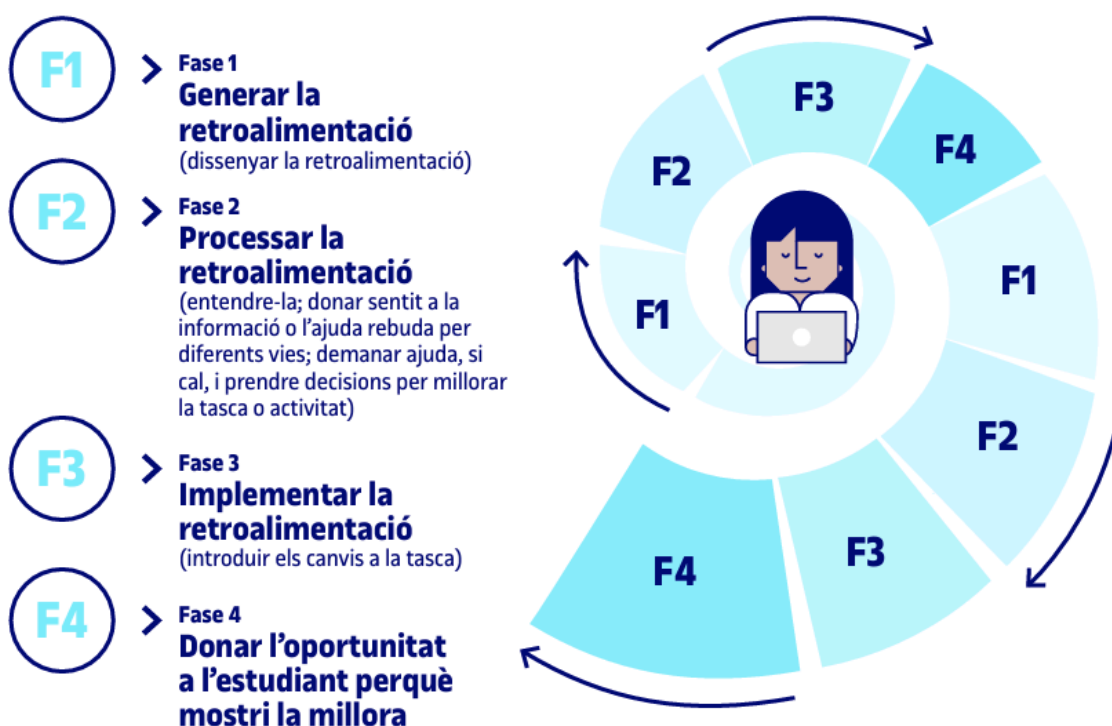 F1
Fase 1
Generar la
retroalimentació
(dissenyar la retroalimentació)
F2
Fase 2
Processar la
retroalimentació
(entendre-la; donar sentit a la
informació o l’ajuda rebuda per
diferents vies; demanar ajuda, si
cal, i prendre decisions per millorar
la tasca o activitat)
F3
Fase 3
Implementar la
retroalimentació
(introduir els canvis a la tasca)
F4
Fase 4
Donar l’oportunitat
a l’estudiant perquè
mostri la millora
F1
F2
F3
F4
F1
F2
F3
F4